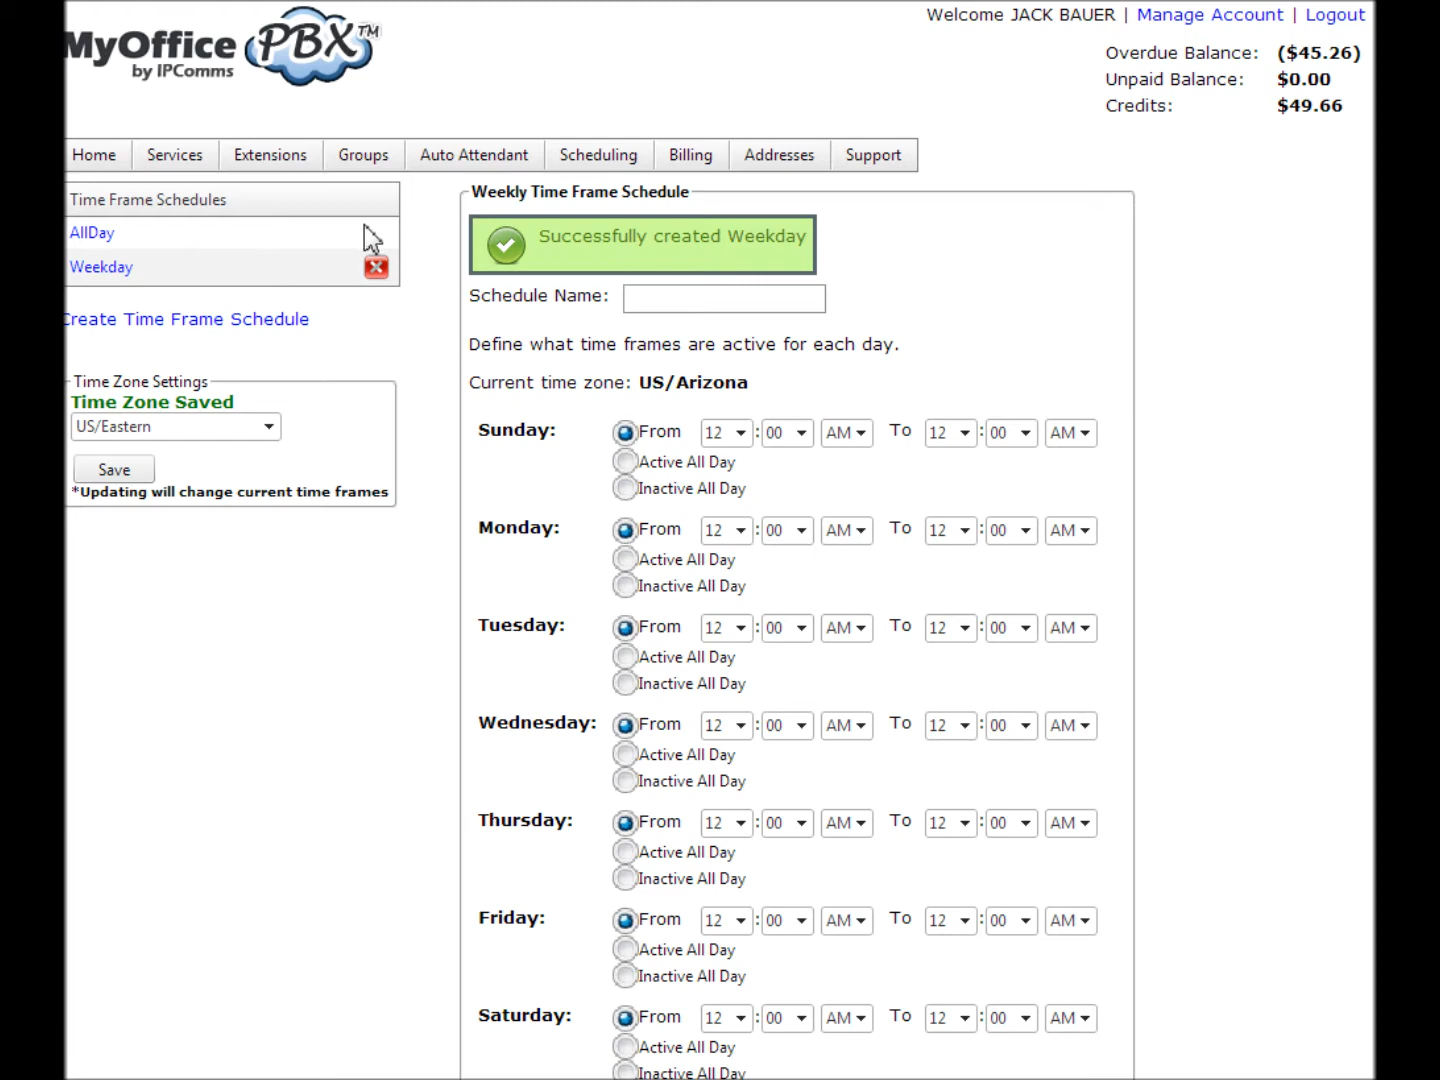 Welcome JACK BAUER | Manage Account | Logout
MyOffice PBX™
by IPComms
Overdue Balance: ($45.26)
Unpaid Balance: $0.00
Credits: $49.66
Home Services Extensions Groups Auto Attendant Scheduling Billing Addresses Support
Time Frame Schedules
AllDay
Weekday
Create Time Frame Schedule
Time Zone Settings
Time Zone Saved
US/Eastern
Save
*Updating will change current time frames
Weekly Time Frame Schedule
Successfully created Weekday
Schedule Name:
Define what time frames are active for each day.
Current time zone: US/Arizona
Sunday: From 12 : 00 AM To 12 : 00 AM
Active All Day
Inactive All Day
Monday: From 12 : 00 AM To 12 : 00 AM
Active All Day
Inactive All Day
Tuesday: From 12 : 00 AM To 12 : 00 AM
Active All Day
Inactive All Day
Wednesday: From 12 : 00 AM To 12 : 00 AM
Active All Day
Inactive All Day
Thursday: From 12 : 00 AM To 12 : 00 AM
Active All Day
Inactive All Day
Friday: From 12 : 00 AM To 12 : 00 AM
Active All Day
Inactive All Day
Saturday: From 12 : 00 AM To 12 : 00 AM
Active All Day
Inactive All Day